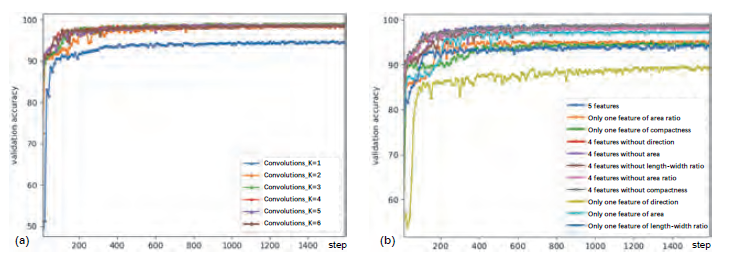 100
90
80
70
60
50
validation accuracy
Convolutions_K=1
Convolutions_K=2
Convolutions_K=3
Convolutions_K=4
Convolutions_K=5
Convolutions_K=6
(a)
200 400 600 800 1000 1200 1400 step
100
90
80
70
60
validation accuracy
5 features
Only one feature of area ratio
Only one feature of compactness
4 features without direction
4 features without area
4 features without length-width ratio
4 features without area ratio
4 features without compactness
Only one feature of direction
Only one feature of area
Only one feature of length-width ratio
(b)
200 400 600 800 1000 1200 1400 step